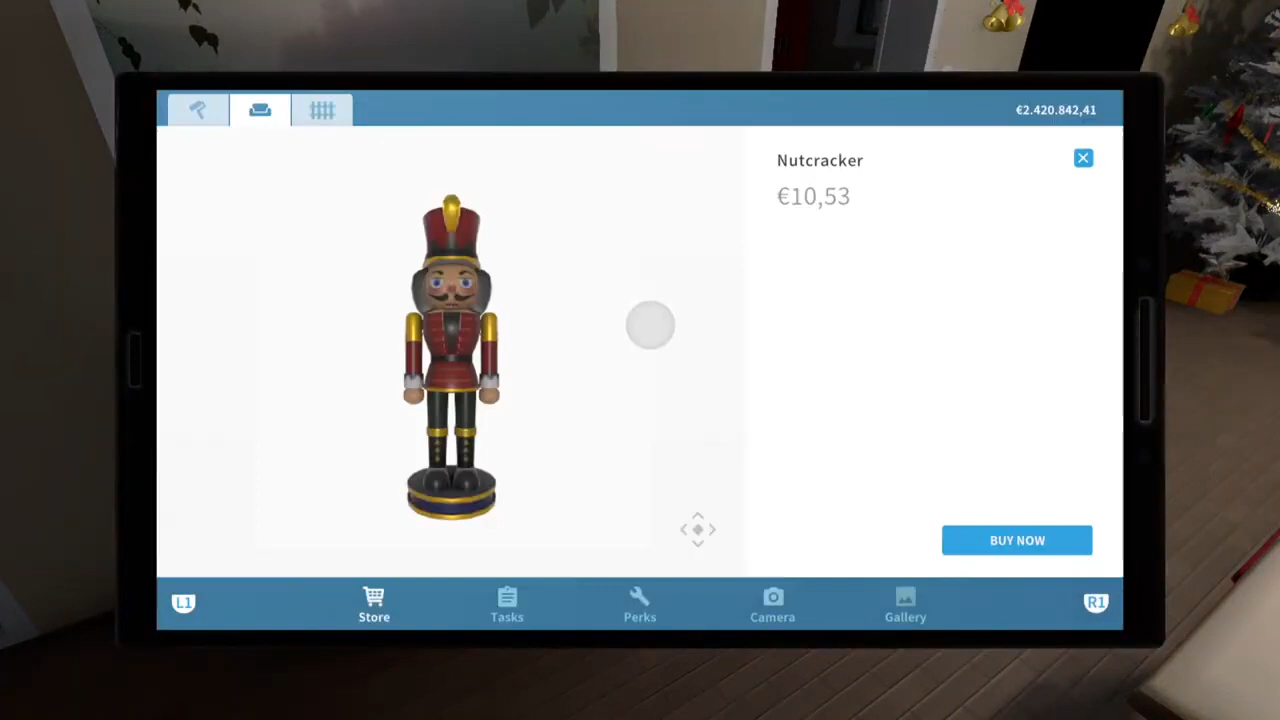 €2.420.842,41
Nutcracker
€10,53
BUY NOW
L1
Store
Tasks
Perks
Camera
Gallery
R1